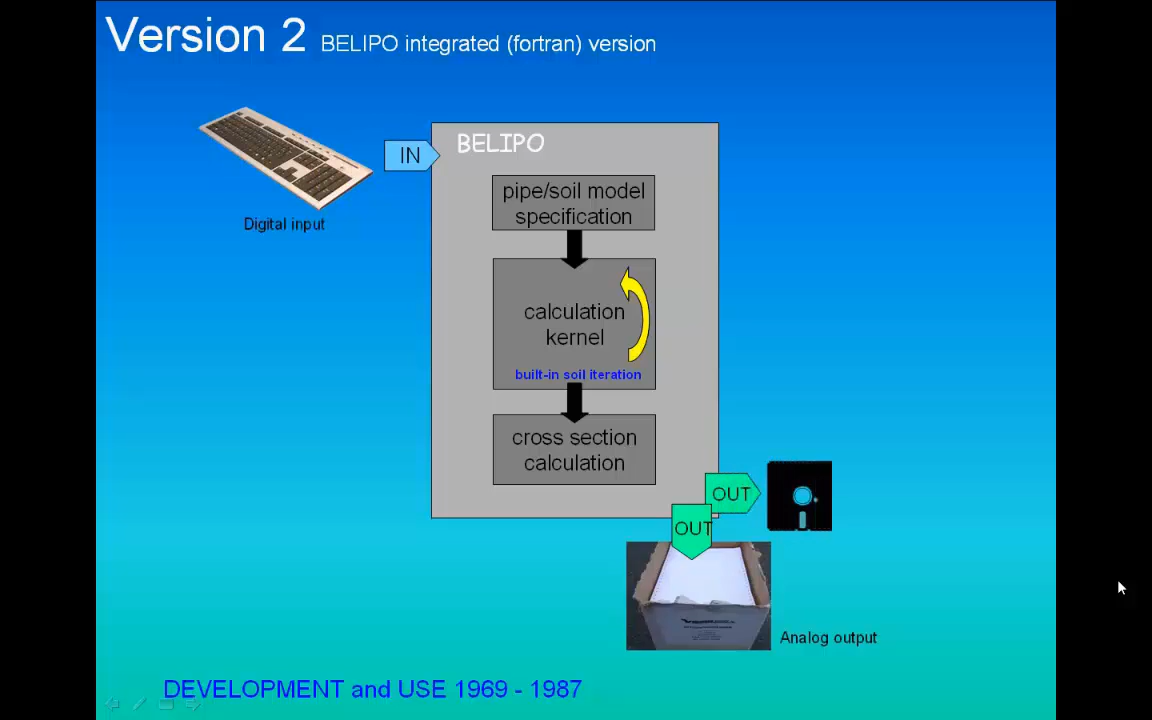 Version 2 BELIPO integrated (fortran) version
IN
BELIPO
pipe/soil model
specification
Digital input
calculation
kernel
built-in soil iteration
cross section
calculation
OUT
OUT
Analog output
DEVELOPMENT and USE 1969 - 1987